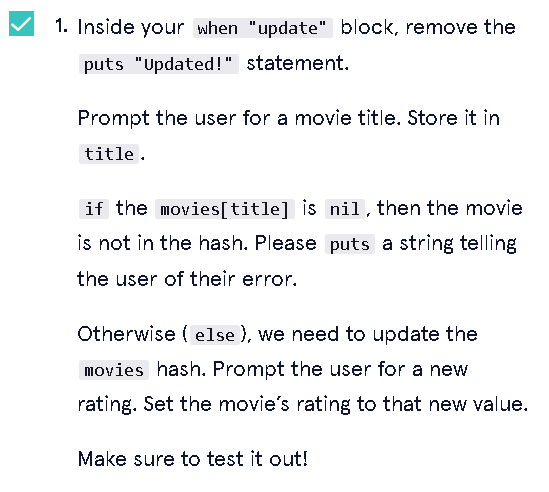 1. Inside your when "update" block, remove the
puts "Updated!" statement.
Prompt the user for a movie title. Store it in
title.
if the movies[title] is nil, then the movie
is not in the hash. Please puts a string telling
the user of their error.
Otherwise (else), we need to update the
movies hash. Prompt the user for a new
rating. Set the movie’s rating to that new value.
Make sure to test it out!